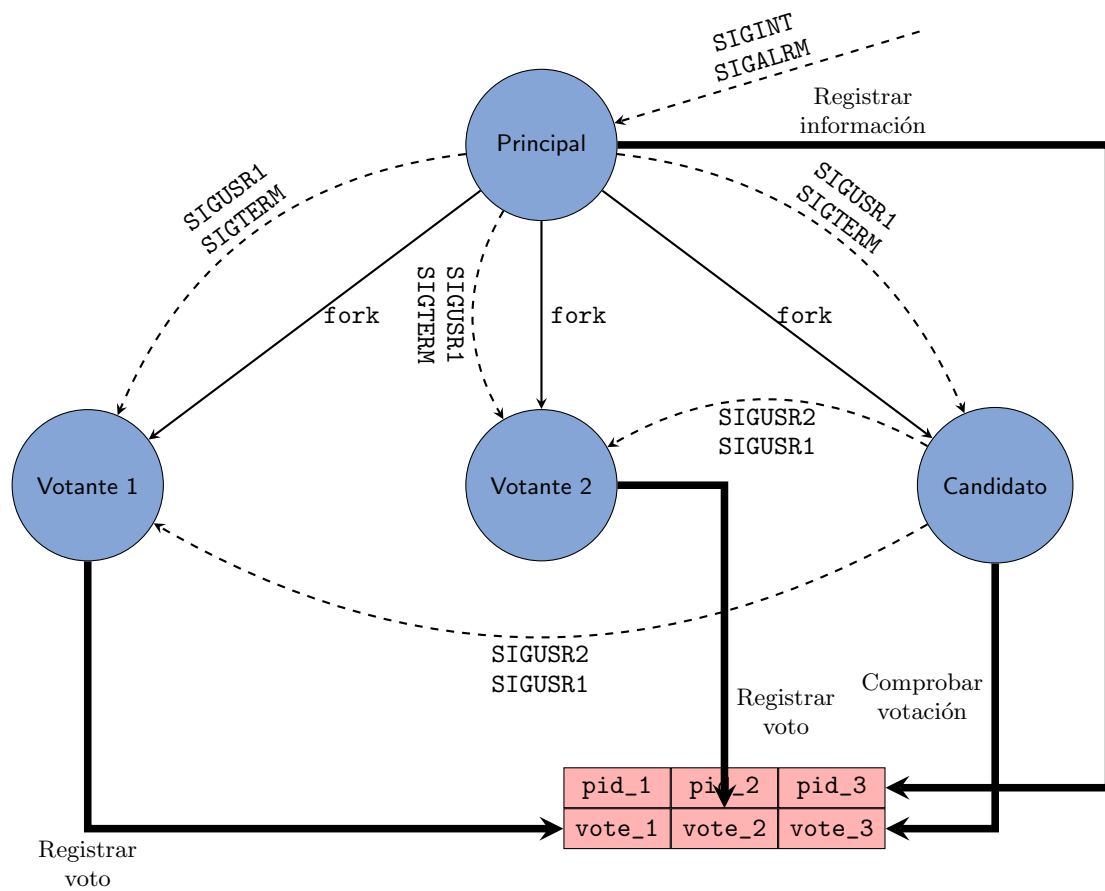 SIGINT
SIGALRM
Registrar
información
Principal
SIGUSR1
SIGTERM
SIGUSR1
SIGTERM
SIGUSR1
SIGTERM
fork
fork
fork
SIGUSR2
SIGUSR1
Votante 1
Votante 2
Candidato
SIGUSR2
SIGUSR1
Registrar
voto
Comprobar
votación
pid_1 pid_2 pid_3
vote_1 vote_2 vote_3
Registrar
voto